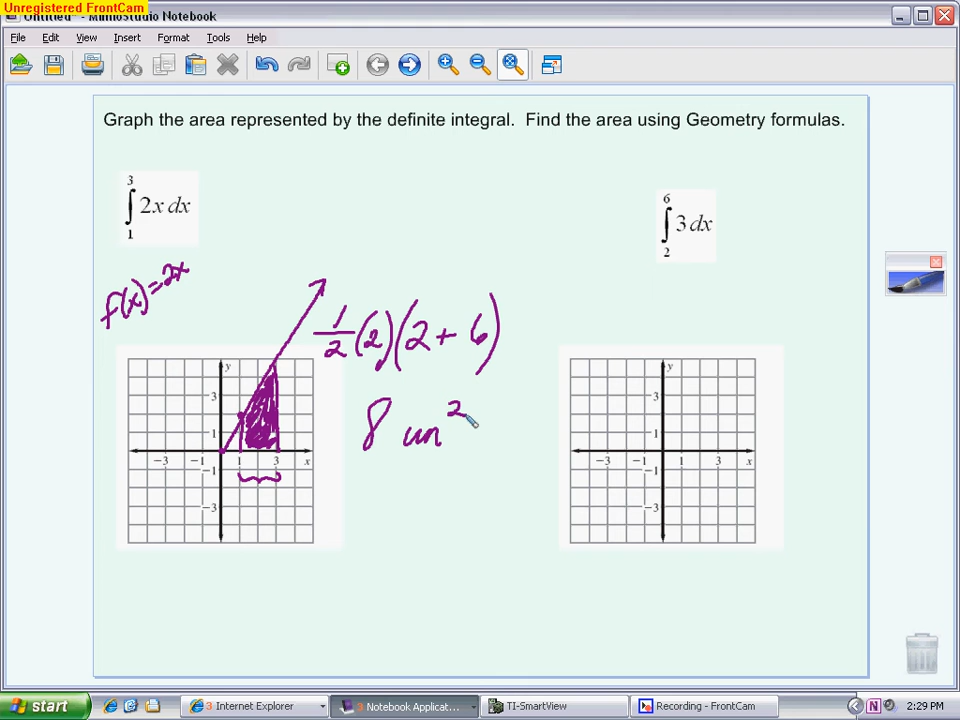 Unregistered FrontCam
Untitled* - MimioStudio Notebook
File Edit View Insert Format Tools Help
Graph the area represented by the definite integral. Find the area using Geometry formulas.
∫₁³ 2x dx
∫₂⁶ 3 dx
f(x)=2x
1/2 (2)(2 + 6)
8 un²
y
3
1
-3 -1 1 3 x
-1
-3
y
3
1
-3 -1 1 3 x
-1
-3
start 3 Internet Explorer 3 Notebook Applicat... TI-SmartView Recording - FrontCam 2:29 PM